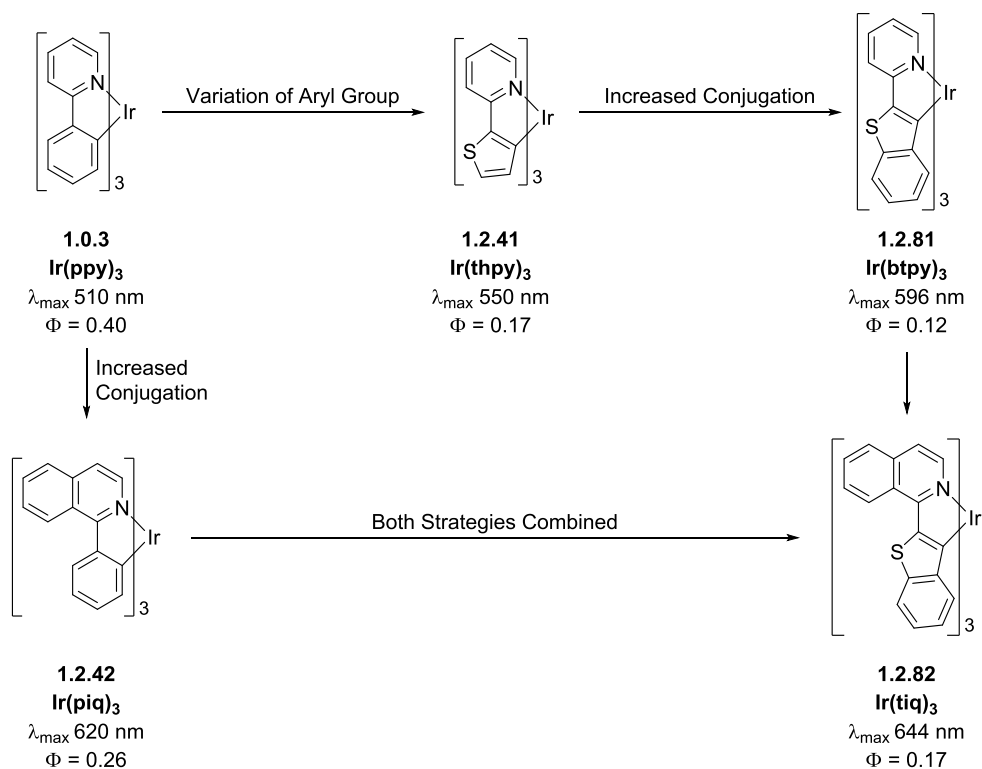 N
Ir
3
1.0.3
Ir(ppy)3
λmax 510 nm
Φ = 0.40
Variation of Aryl Group
N
Ir
S
3
1.2.41
Ir(thpy)3
λmax 550 nm
Φ = 0.17
Increased Conjugation
N
Ir
S
3
1.2.81
Ir(btpy)3
λmax 596 nm
Φ = 0.12
Increased
Conjugation
N
Ir
3
1.2.42
Ir(piq)3
λmax 620 nm
Φ = 0.26
Both Strategies Combined
N
Ir
S
3
1.2.82
Ir(tiq)3
λmax 644 nm
Φ = 0.17